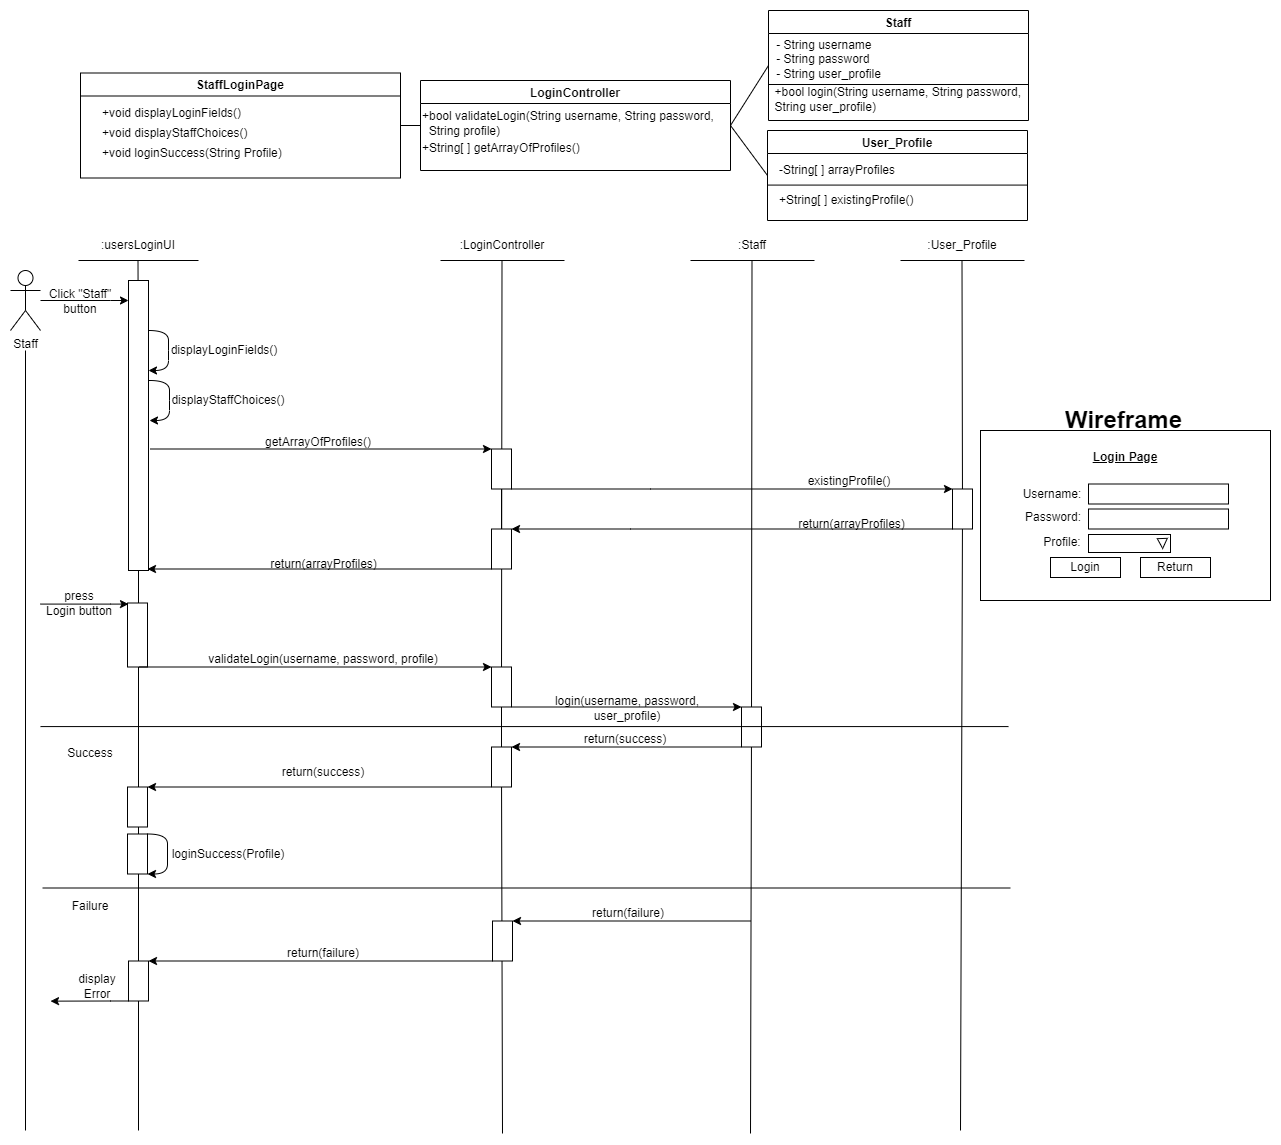 Staff
- String username
- String password
- String user_profile
+bool login(String username, String password,
String user_profile)
StaffLoginPage
+void displayLoginFields()
+void displayStaffChoices()
+void loginSuccess(String Profile)
LoginController
+bool validateLogin(String username, String password,
String profile)
+String[ ] getArrayOfProfiles()
User_Profile
-String[ ] arrayProfiles
+String[ ] existingProfile()
:usersLoginUI
:LoginController
:Staff
:User_Profile
Click "Staff"
button
Staff
displayLoginFields()
displayStaffChoices()
getArrayOfProfiles()
existingProfile()
return(arrayProfiles)
return(arrayProfiles)
Wireframe
Login Page
Username:
Password:
Profile:
Login
Return
press
Login button
validateLogin(username, password, profile)
login(username, password,
user_profile)
Success
return(success)
return(success)
loginSuccess(Profile)
Failure
return(failure)
return(failure)
display
Error